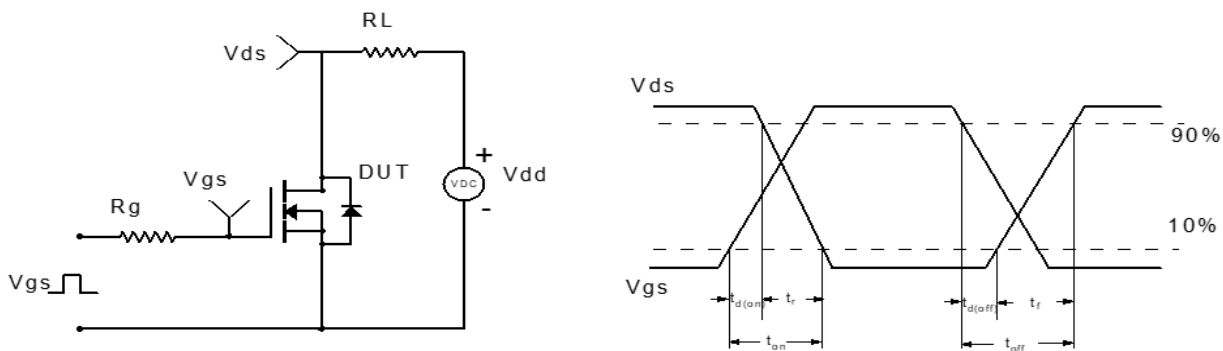 RL
Vds
Vgs
DUT
VDC
+
Vdd
-
Rg
Vgs
Vds
90%
10%
Vgs
td(on)
tr
td(off)
tf
ton
toff